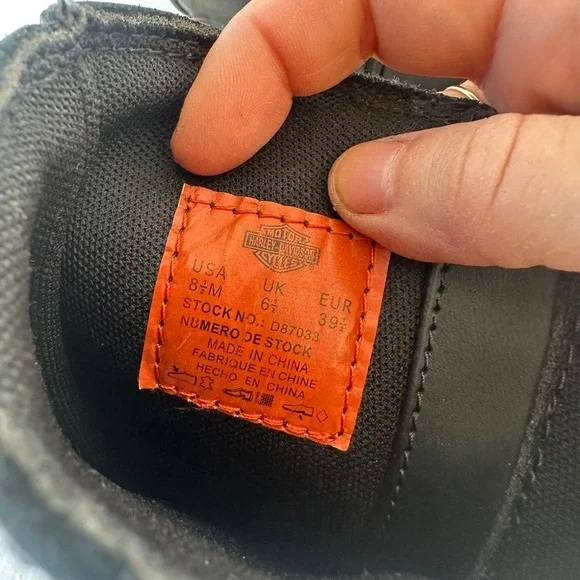 MOTOR
HARLEY-DAVIDSON
CYCLES
USA UK EUR
8½M 6½ 39½
STOCK NO.: D87033
NUMERO DE STOCK
MADE IN CHINA
FABRIQUE EN CHINE
HECHO EN CHINA